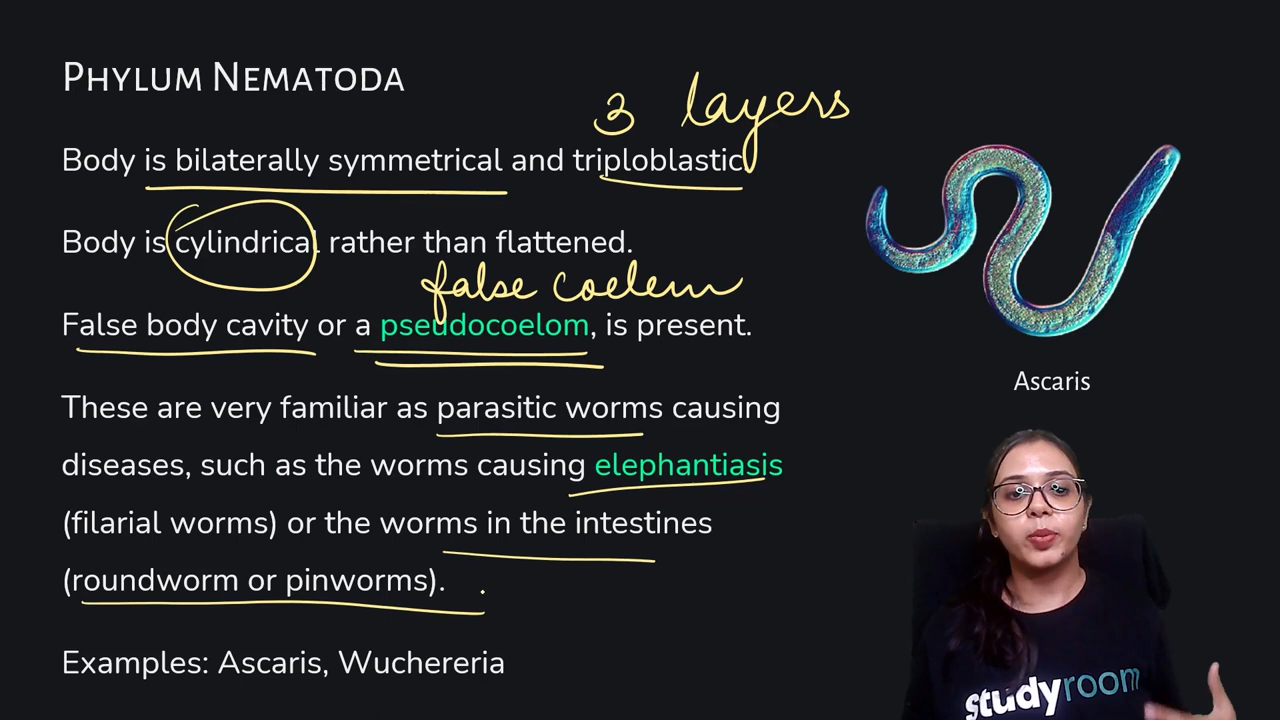 PHYLUM NEMATODA
3 layers
Body is bilaterally symmetrical and triploblastic
Body is cylindrical rather than flattened.
false coelem
False body cavity or a pseudocoelom, is present.
These are very familiar as parasitic worms causing
diseases, such as the worms causing elephantiasis
(filarial worms) or the worms in the intestines
(roundworm or pinworms).
Examples: Ascaris, Wuchereria
Ascaris
studyroom